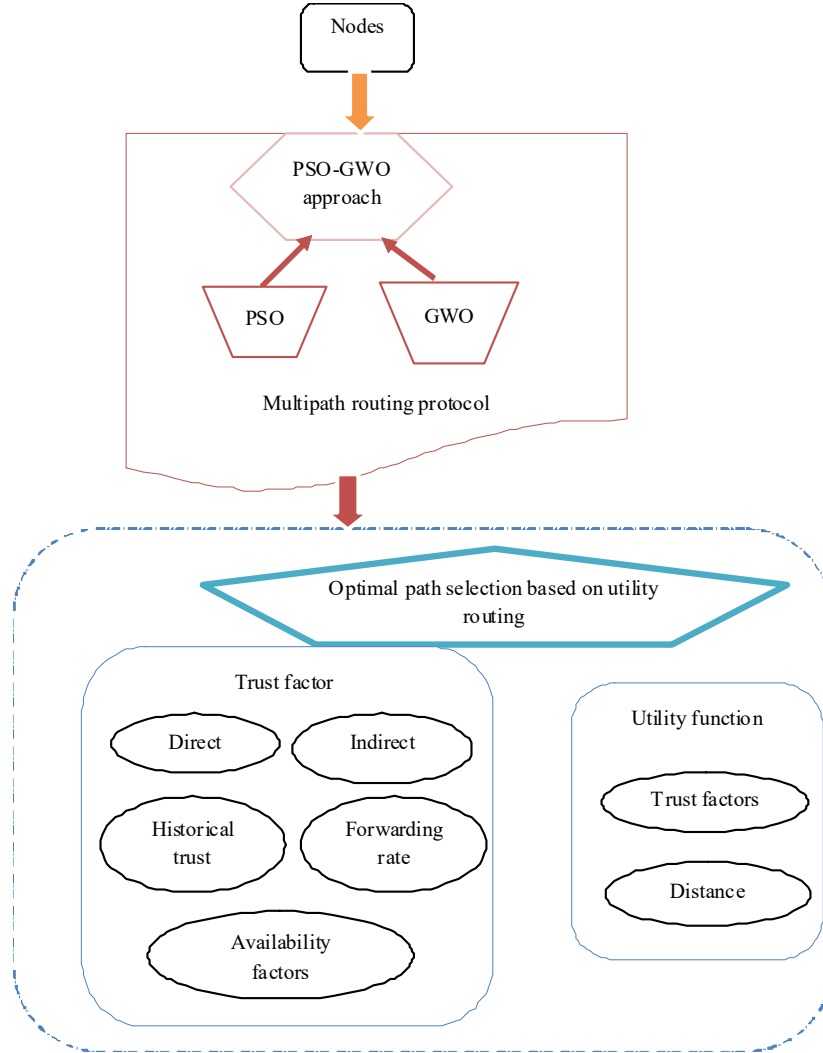 Nodes
PSO-GWO
approach
PSO
GWO
Multipath routing protocol
Optimal path selection based on utility
routing
Trust factor
Direct
Indirect
Historical
trust
Forwarding
rate
Availability
factors
Utility function
Trust factors
Distance